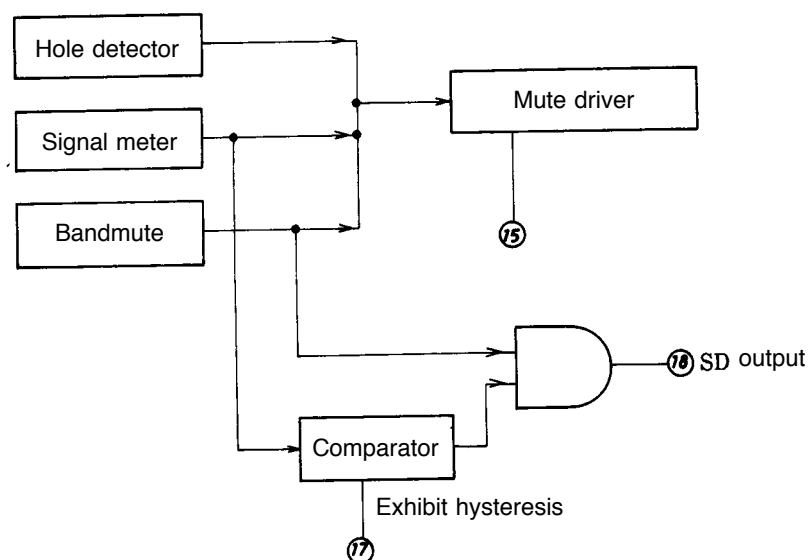 Hole detector
Signal meter
Mute driver
Bandmute
15
18 SD output
Comparator
Exhibit hysteresis
17